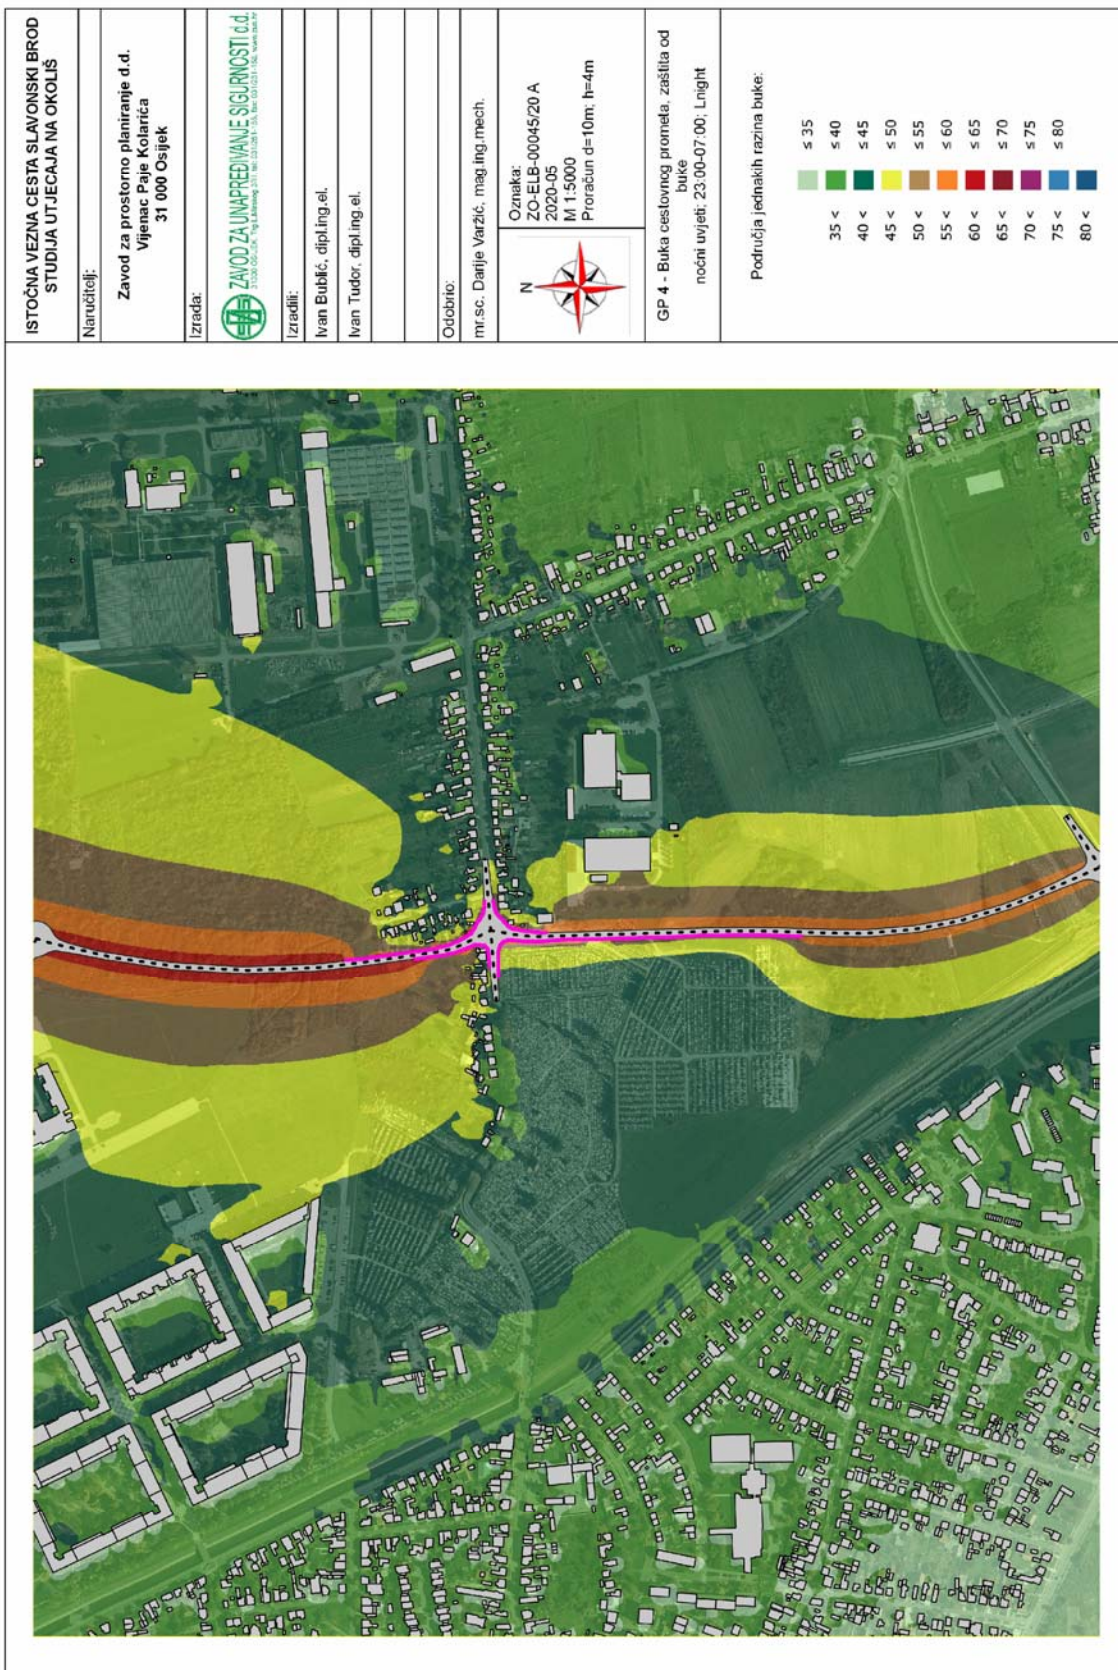 ISTOČNA VEZNA CESTA SLAVONSKI BROD
STUDIJA UTJECAJA NA OKOLIŠ
Naručitelj:
Zavod za prostorno planiranje d.d.
Vijenac Paje Kolarića
31 000 Osijek
Izrada:
ZAVOD ZA UNAPREĐIVANJE SIGURNOSTI d.d.
Izradili:
Ivan Bublić, dipl.ing.el.
Ivan Tudor, dipl.ing.el.
Odobrio:
mr.sc. Darije Varžić, mag.ing.mech.
N
Oznaka:
ZO-ELB-00045/20 A
2020-05
M 1:5000
Proračun d=10m; h=4m
GP 4 - Buka cestovnog prometa, zaštita od
buke
noćni uvjeti; 23:00-07:00; Lnight
Područja jednakih razina buke:
≤ 35
35 < ≤ 40
40 < ≤ 45
45 < ≤ 50
50 < ≤ 55
55 < ≤ 60
60 < ≤ 65
65 < ≤ 70
70 < ≤ 75
75 < ≤ 80
80 <